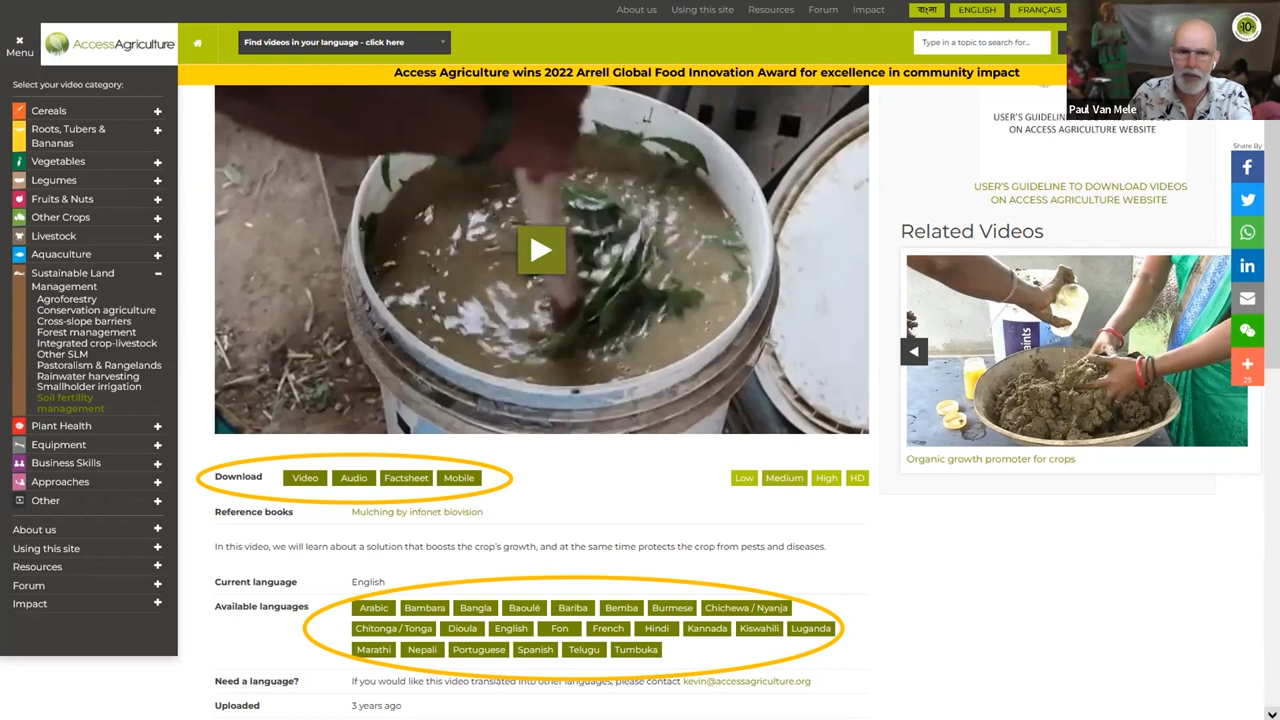 About us
Using this site
Resources
Forum
Impact
বাংলা
ENGLISH
FRANÇAIS
Menu
AccessAgriculture
Find videos in your language - click here
Type in a topic to search for...
10
Paul Van Mele
Access Agriculture wins 2022 Arrell Global Food Innovation Award for excellence in community impact
Select your video category:
Cereals
Roots, Tubers &
Bananas
Vegetables
Legumes
Fruits & Nuts
Other Crops
Livestock
Aquaculture
Sustainable Land
Management
Agroforestry
Conservation agriculture
Cross-slope barriers
Forest management
Integrated crop-livestock
Other SLM
Pastoralism & Rangelands
Rainwater harvesting
Smallholder irrigation
Soil fertility
management
Plant Health
Equipment
Business Skills
Approaches
Other
About us
Using this site
Resources
Forum
Impact
Download
Video
Audio
Factsheet
Mobile
Low
Medium
High
HD
Reference books
Mulching by infonet biovision
In this video, we will learn about a solution that boosts the crop's growth, and at the same time protects the crop from pests and diseases.
Current language
English
Available languages
Arabic
Bambara
Bangla
Baoulé
Bariba
Bemba
Burmese
Chichewa / Nyanja
Chitonga / Tonga
Dioula
English
Fon
French
Hindi
Kannada
Kiswahili
Luganda
Marathi
Nepali
Portuguese
Spanish
Telugu
Tumbuka
Need a language?
If you would like this video translated into other languages, please contact kevin@accessagriculture.org
Uploaded
3 years ago
ON ACCESS AGRICULTURE WEBSITE
USER'S GUIDELINE TO DOWNLOAD VIDEOS
ON ACCESS AGRICULTURE WEBSITE
Related Videos
Organic growth promoter for crops
Share By
25